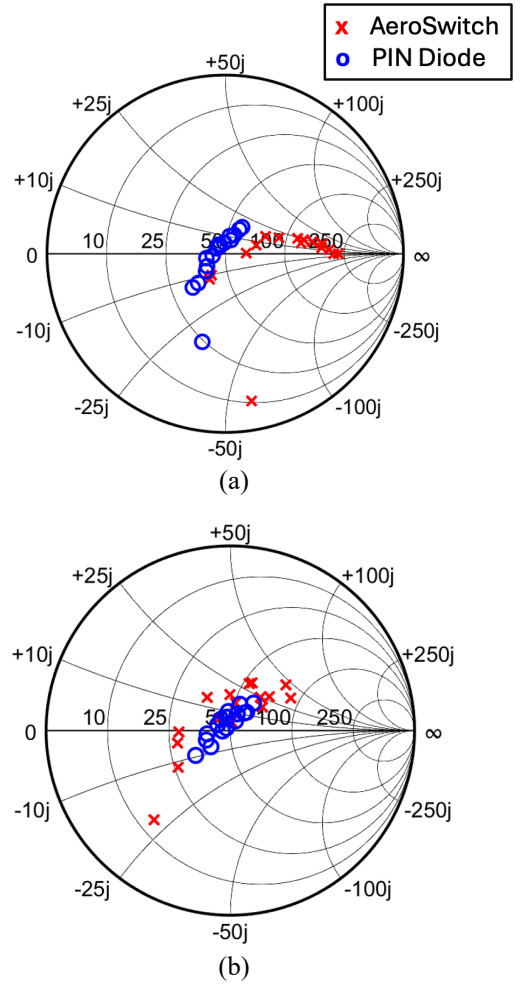 x AeroSwitch
o PIN Diode
+50j
+25j +100j
+10j +250j
0 10 25 50 100 250 ∞
-10j -250j
-25j -100j
-50j
(a)
+50j
+25j +100j
+10j +250j
0 10 25 50 100 250 ∞
-10j -250j
-25j -100j
-50j
(b)